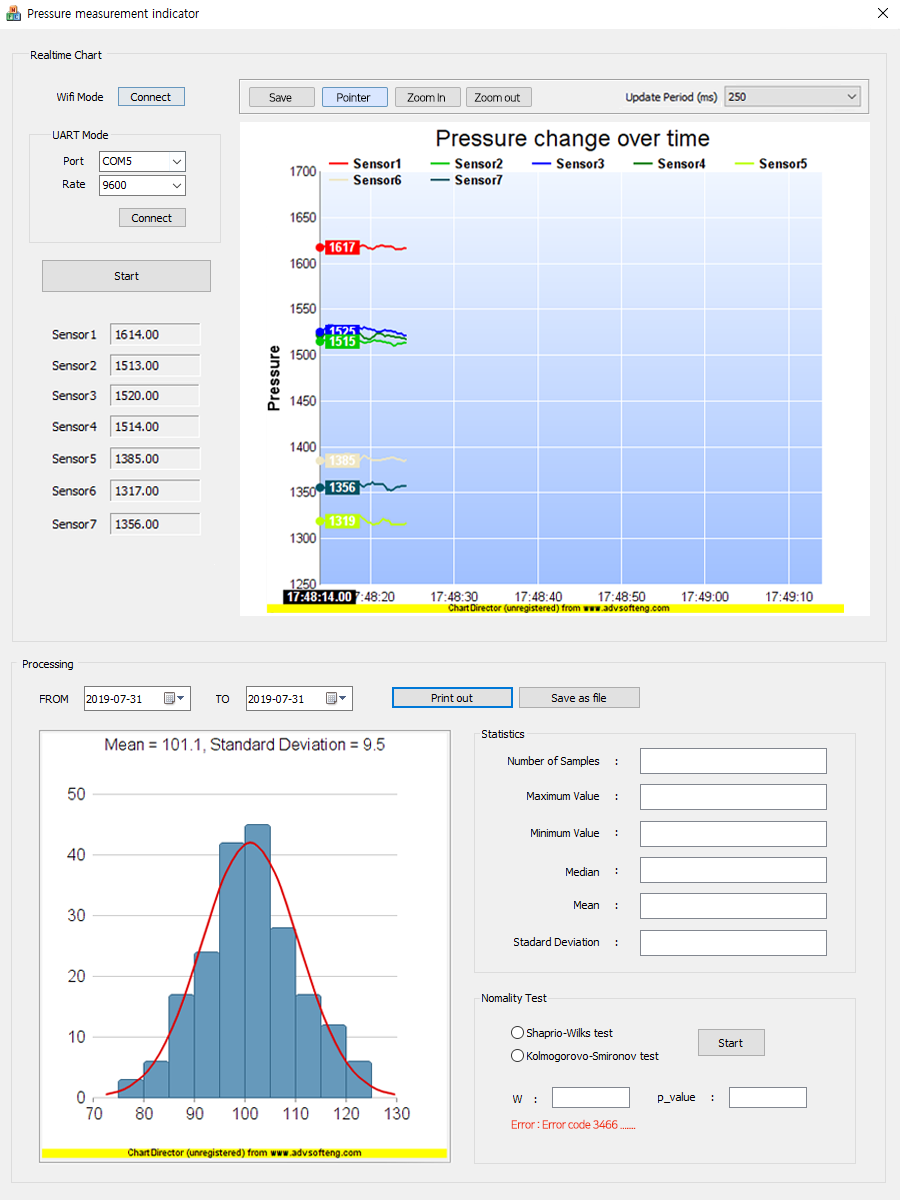 Pressure measurement indicator
Realtime Chart
Wifi Mode Connect
Save Pointer Zoom In Zoom out Update Period (ms) 250
UART Mode
Port COM5
Rate 9600
Connect
Start
Sensor1 1614.00
Sensor2 1513.00
Sensor3 1520.00
Sensor4 1514.00
Sensor5 1385.00
Sensor6 1317.00
Sensor7 1356.00
Pressure change over time
Sensor1 Sensor2 Sensor3 Sensor4 Sensor5
Sensor6 Sensor7
Pressure
1700
1650
1600
1550
1500
1450
1400
1350
1300
1250
1617
1525
1515
1385
1356
1319
17:48:14.00 7:48:20 17:48:30 17:48:40 17:48:50 17:49:00 17:49:10
ChartDirector (unregistered) from www.advsofteng.com
Processing
FROM 2019-07-31 TO 2019-07-31 Print out Save as file
Mean = 101.1, Standard Deviation = 9.5
50
40
30
20
10
0
70 80 90 100 110 120 130
ChartDirector (unregistered) from www.advsofteng.com
Statistics
Number of Samples :
Maximum Value :
Minimum Value :
Median :
Mean :
Stadard Deviation :
Nomality Test
Shaprio-Wilks test
Kolmogorovo-Smironov test
Start
W : p_value :
Error : Error code 3466 .......